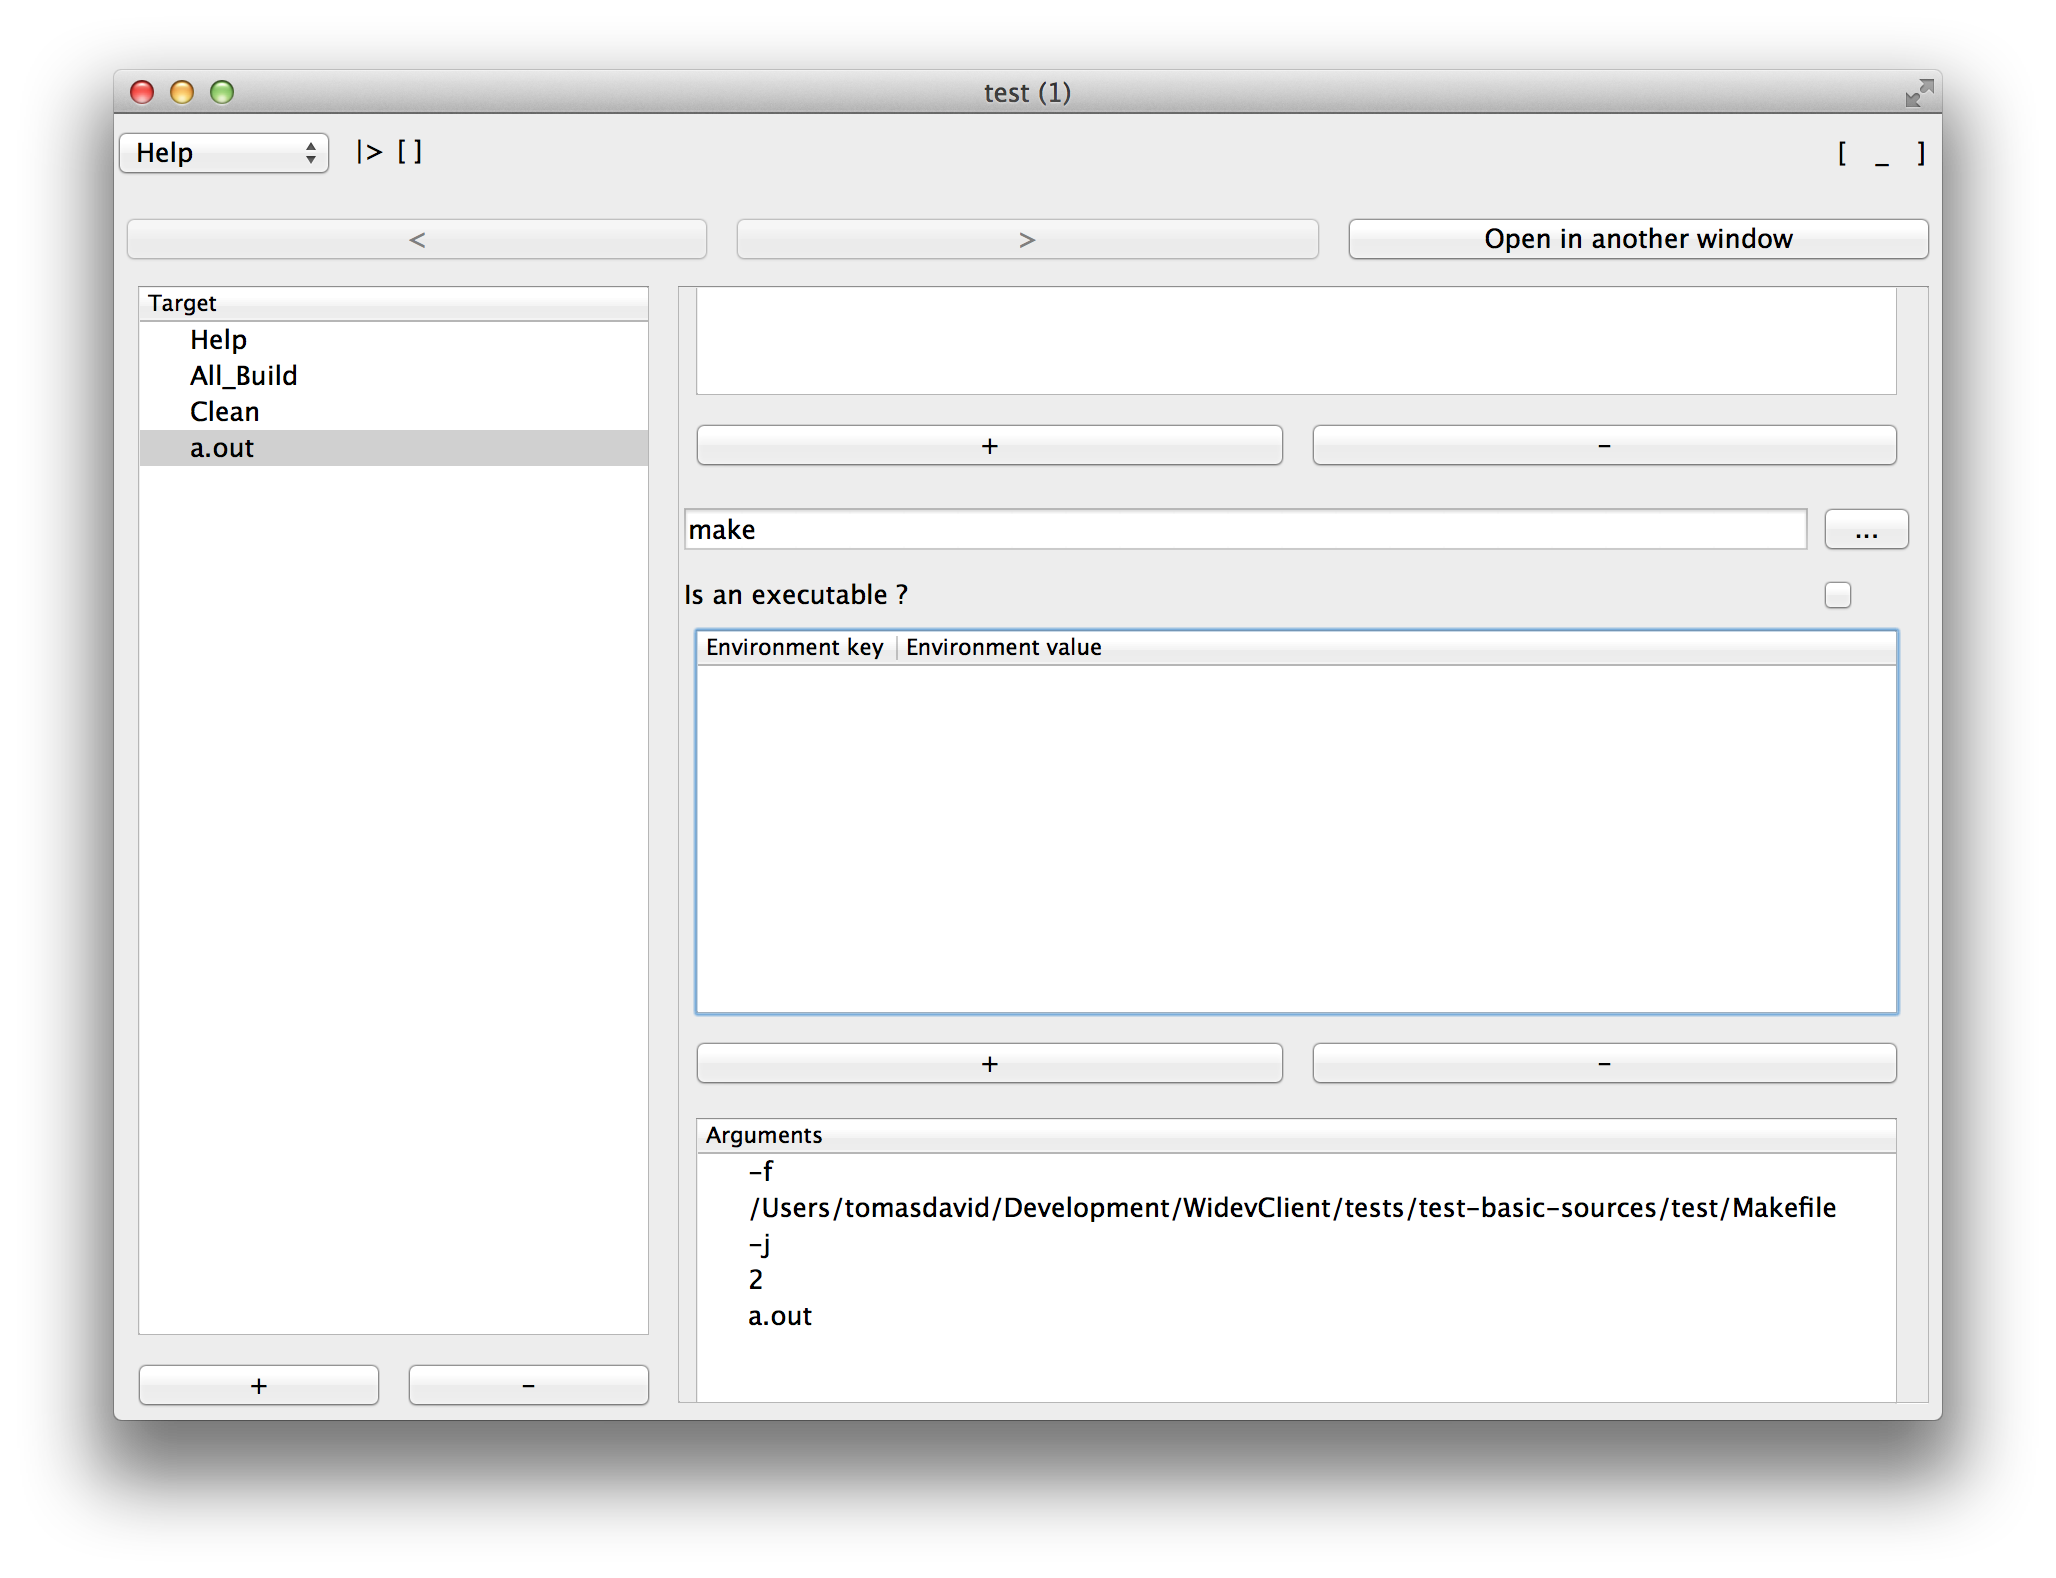 test (1)
Help |> [] [ _ ]
< > Open in another window
Target
Help
All_Build
Clean
a.out
+ -
+ -
make ...
Is an executable ?
Environment key Environment value
+ -
Arguments
-f
/Users/tomasdavid/Development/WidevClient/tests/test-basic-sources/test/Makefile
-j
2
a.out